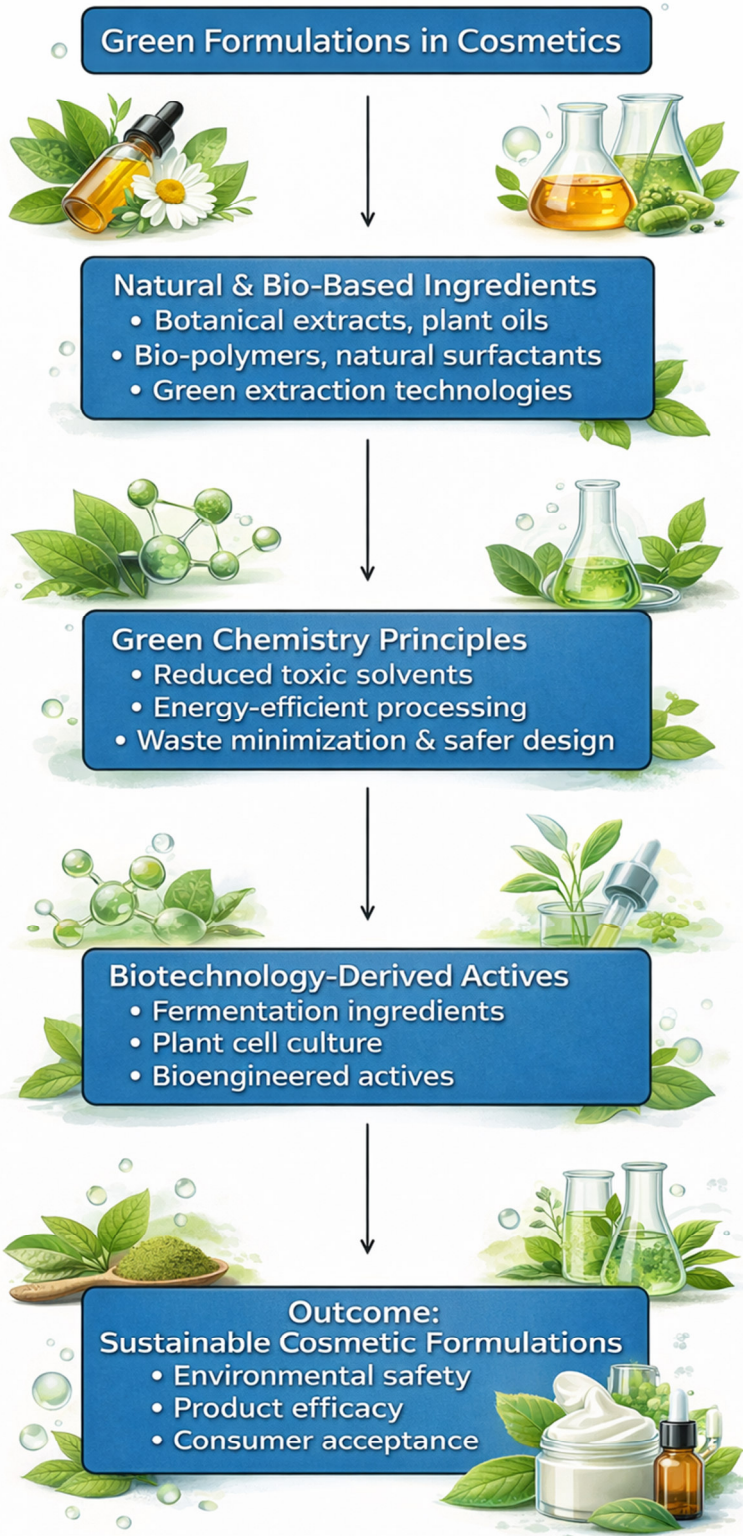 Green Formulations in Cosmetics
Natural & Bio-Based Ingredients
• Botanical extracts, plant oils
• Bio-polymers, natural surfactants
• Green extraction technologies
Green Chemistry Principles
• Reduced toxic solvents
• Energy-efficient processing
• Waste minimization & safer design
Biotechnology-Derived Actives
• Fermentation ingredients
• Plant cell culture
• Bioengineered actives
Outcome:
Sustainable Cosmetic Formulations
• Environmental safety
• Product efficacy
• Consumer acceptance